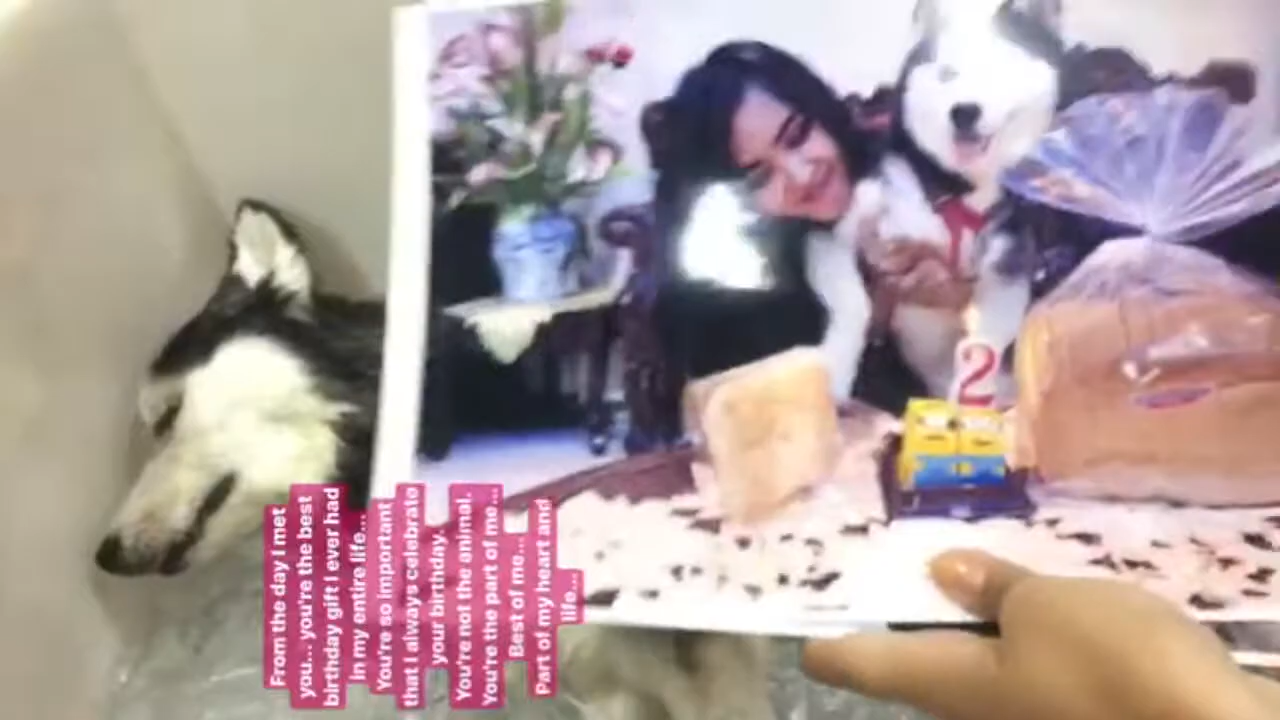 From the day I met
you... you're the best
birthday gift I ever had
in my entire life...
You're so important
that I always celebrate
your birthday.
You're not the animal.
You're the part of me...
Best of me...
Part of my heart and
life...
2